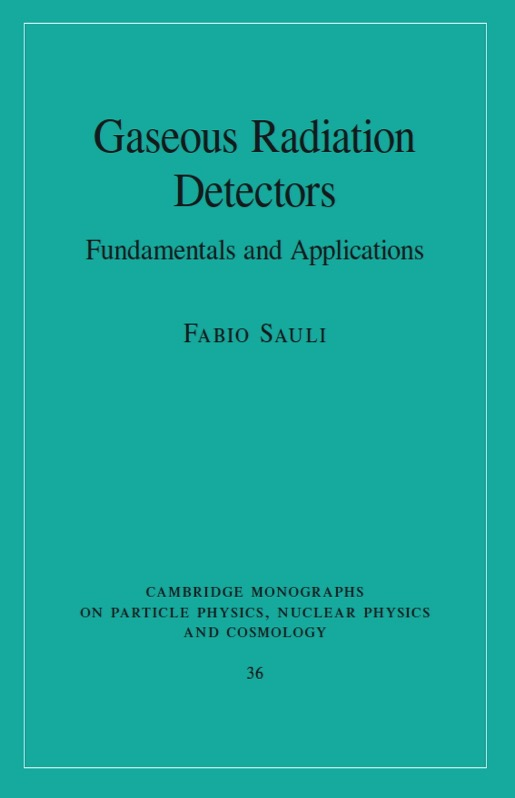 Gaseous Radiation
Detectors
Fundamentals and Applications
FABIO SAULI
CAMBRIDGE MONOGRAPHS
ON PARTICLE PHYSICS, NUCLEAR PHYSICS
AND COSMOLOGY
36